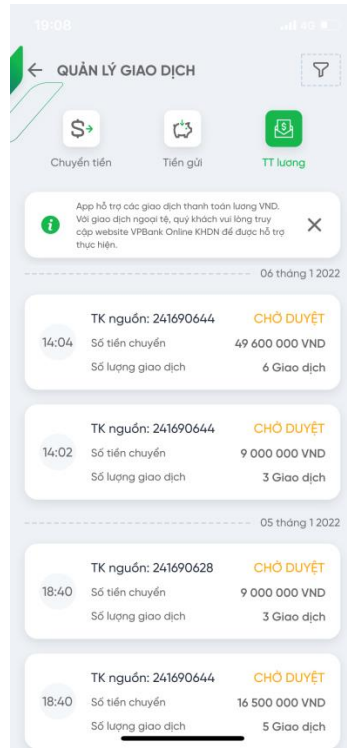 19:08
4G
QUẢN LÝ GIAO DỊCH
Chuyển tiền
Tiền gửi
TT lương
App hỗ trợ các giao dịch thanh toán lương VND.
Với giao dịch ngoại tệ, quý khách vui lòng truy
cập website VPBank Online KHDN để được hỗ trợ
thực hiện.
06 tháng 1 2022
TK nguồn: 241690644 CHỜ DUYỆT
14:04 Số tiền chuyển 49 600 000 VND
Số lượng giao dịch 6 Giao dịch
TK nguồn: 241690644 CHỜ DUYỆT
14:02 Số tiền chuyển 9 000 000 VND
Số lượng giao dịch 3 Giao dịch
05 tháng 1 2022
TK nguồn: 241690628 CHỜ DUYỆT
18:40 Số tiền chuyển 9 000 000 VND
Số lượng giao dịch 3 Giao dịch
TK nguồn: 241690644 CHỜ DUYỆT
18:40 Số tiền chuyển 16 500 000 VND
Số lượng giao dịch 5 Giao dịch